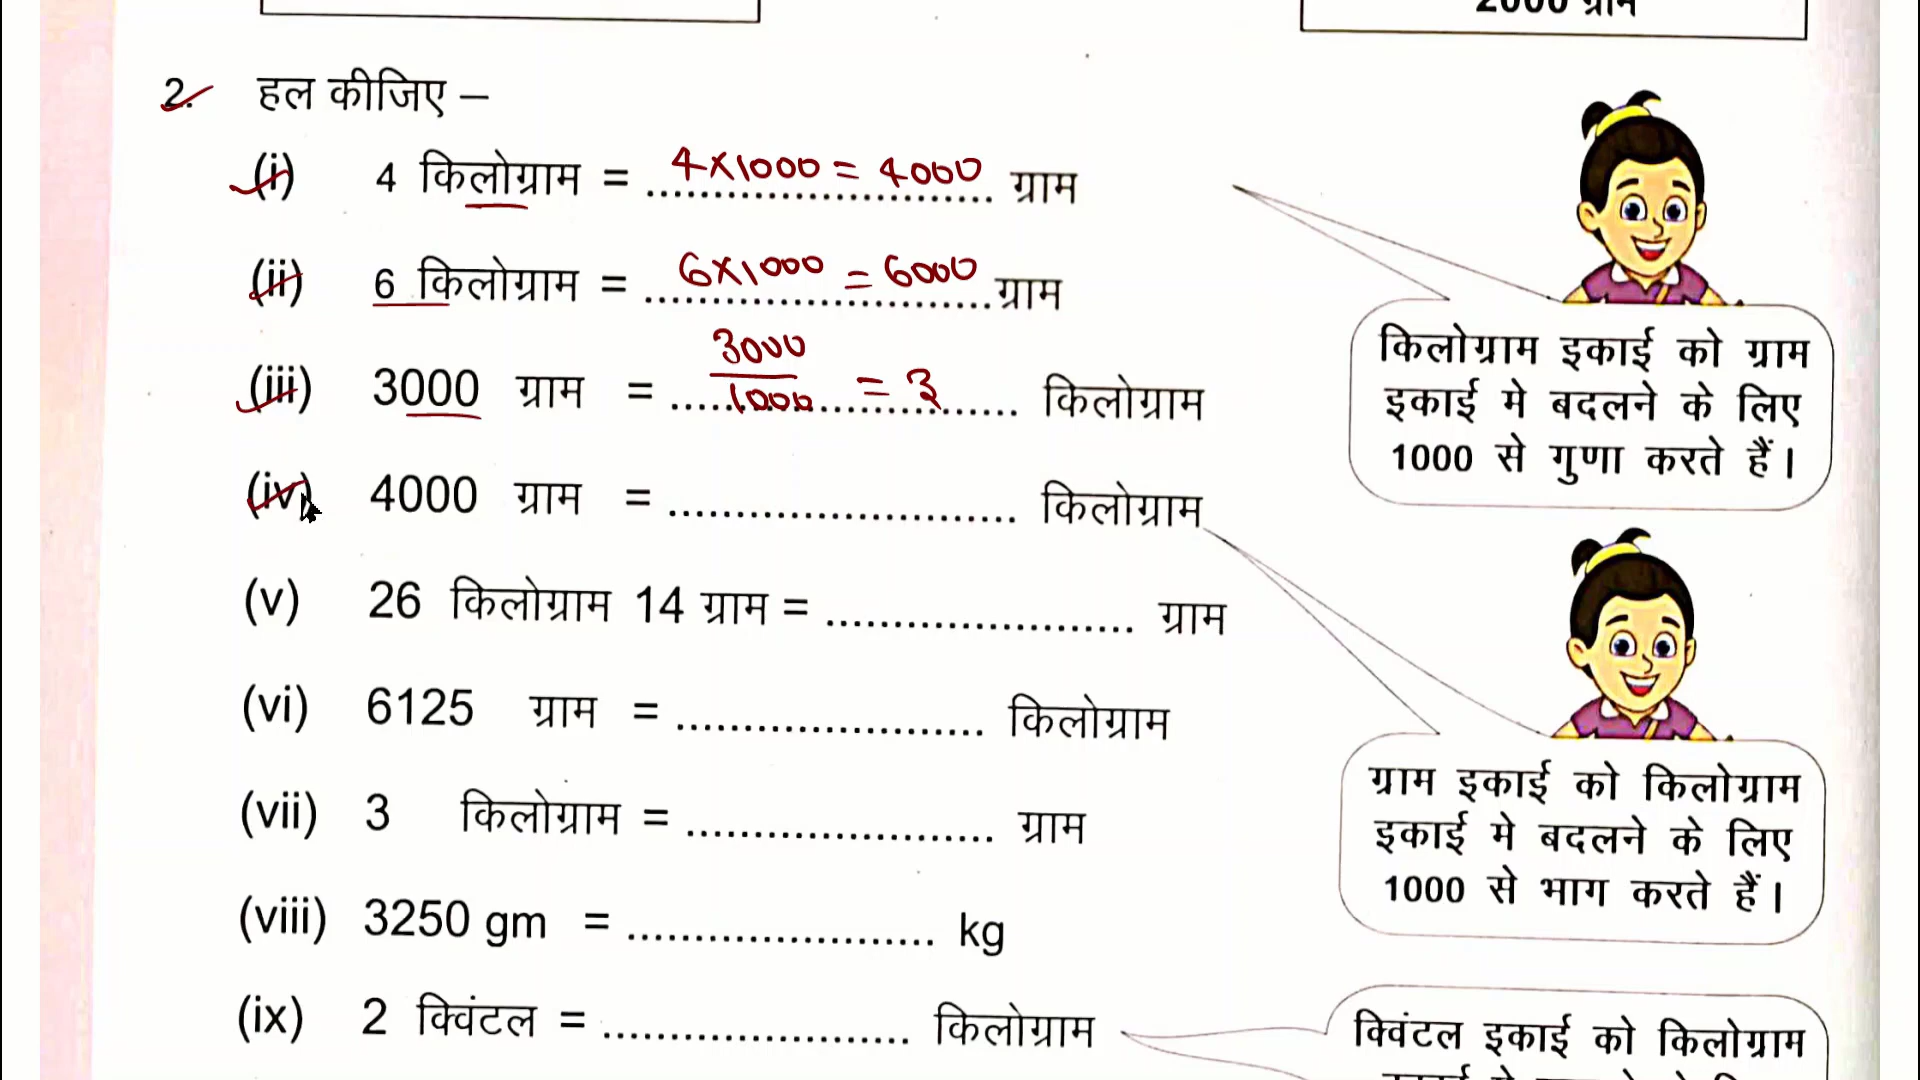 2000 ग्राम
2. हल कीजिए –
(i) 4 किलोग्राम = 4×1000 = 4000 ग्राम
(ii) 6 किलोग्राम = 6×1000 = 6000 ग्राम
(iii) 3000 ग्राम = 3000/1000 = 3 किलोग्राम
(iv) 4000 ग्राम = .......................... किलोग्राम
(v) 26 किलोग्राम 14 ग्राम = ....................... ग्राम
(vi) 6125 ग्राम = ....................... किलोग्राम
(vii) 3 किलोग्राम = ....................... ग्राम
(viii) 3250 gm = ....................... kg
(ix) 2 क्विंटल = ....................... किलोग्राम
किलोग्राम इकाई को ग्राम
इकाई मे बदलने के लिए
1000 से गुणा करते हैं।
ग्राम इकाई को किलोग्राम
इकाई मे बदलने के लिए
1000 से भाग करते हैं।
क्विंटल इकाई को किलोग्राम